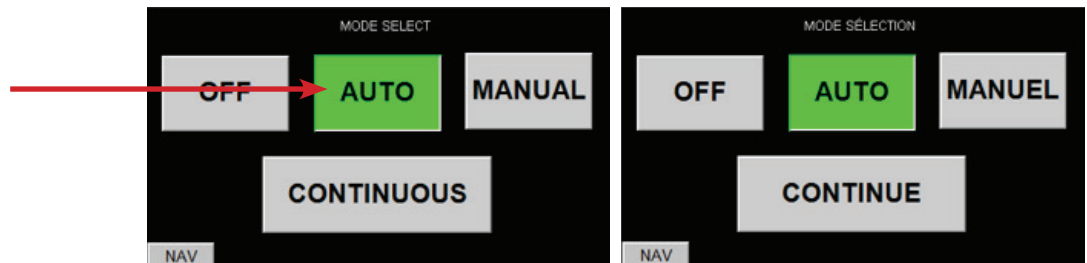 MODE SELECT
OFF AUTO MANUAL
CONTINUOUS
NAV
MODE SÉLECTION
OFF AUTO MANUEL
CONTINUE
NAV